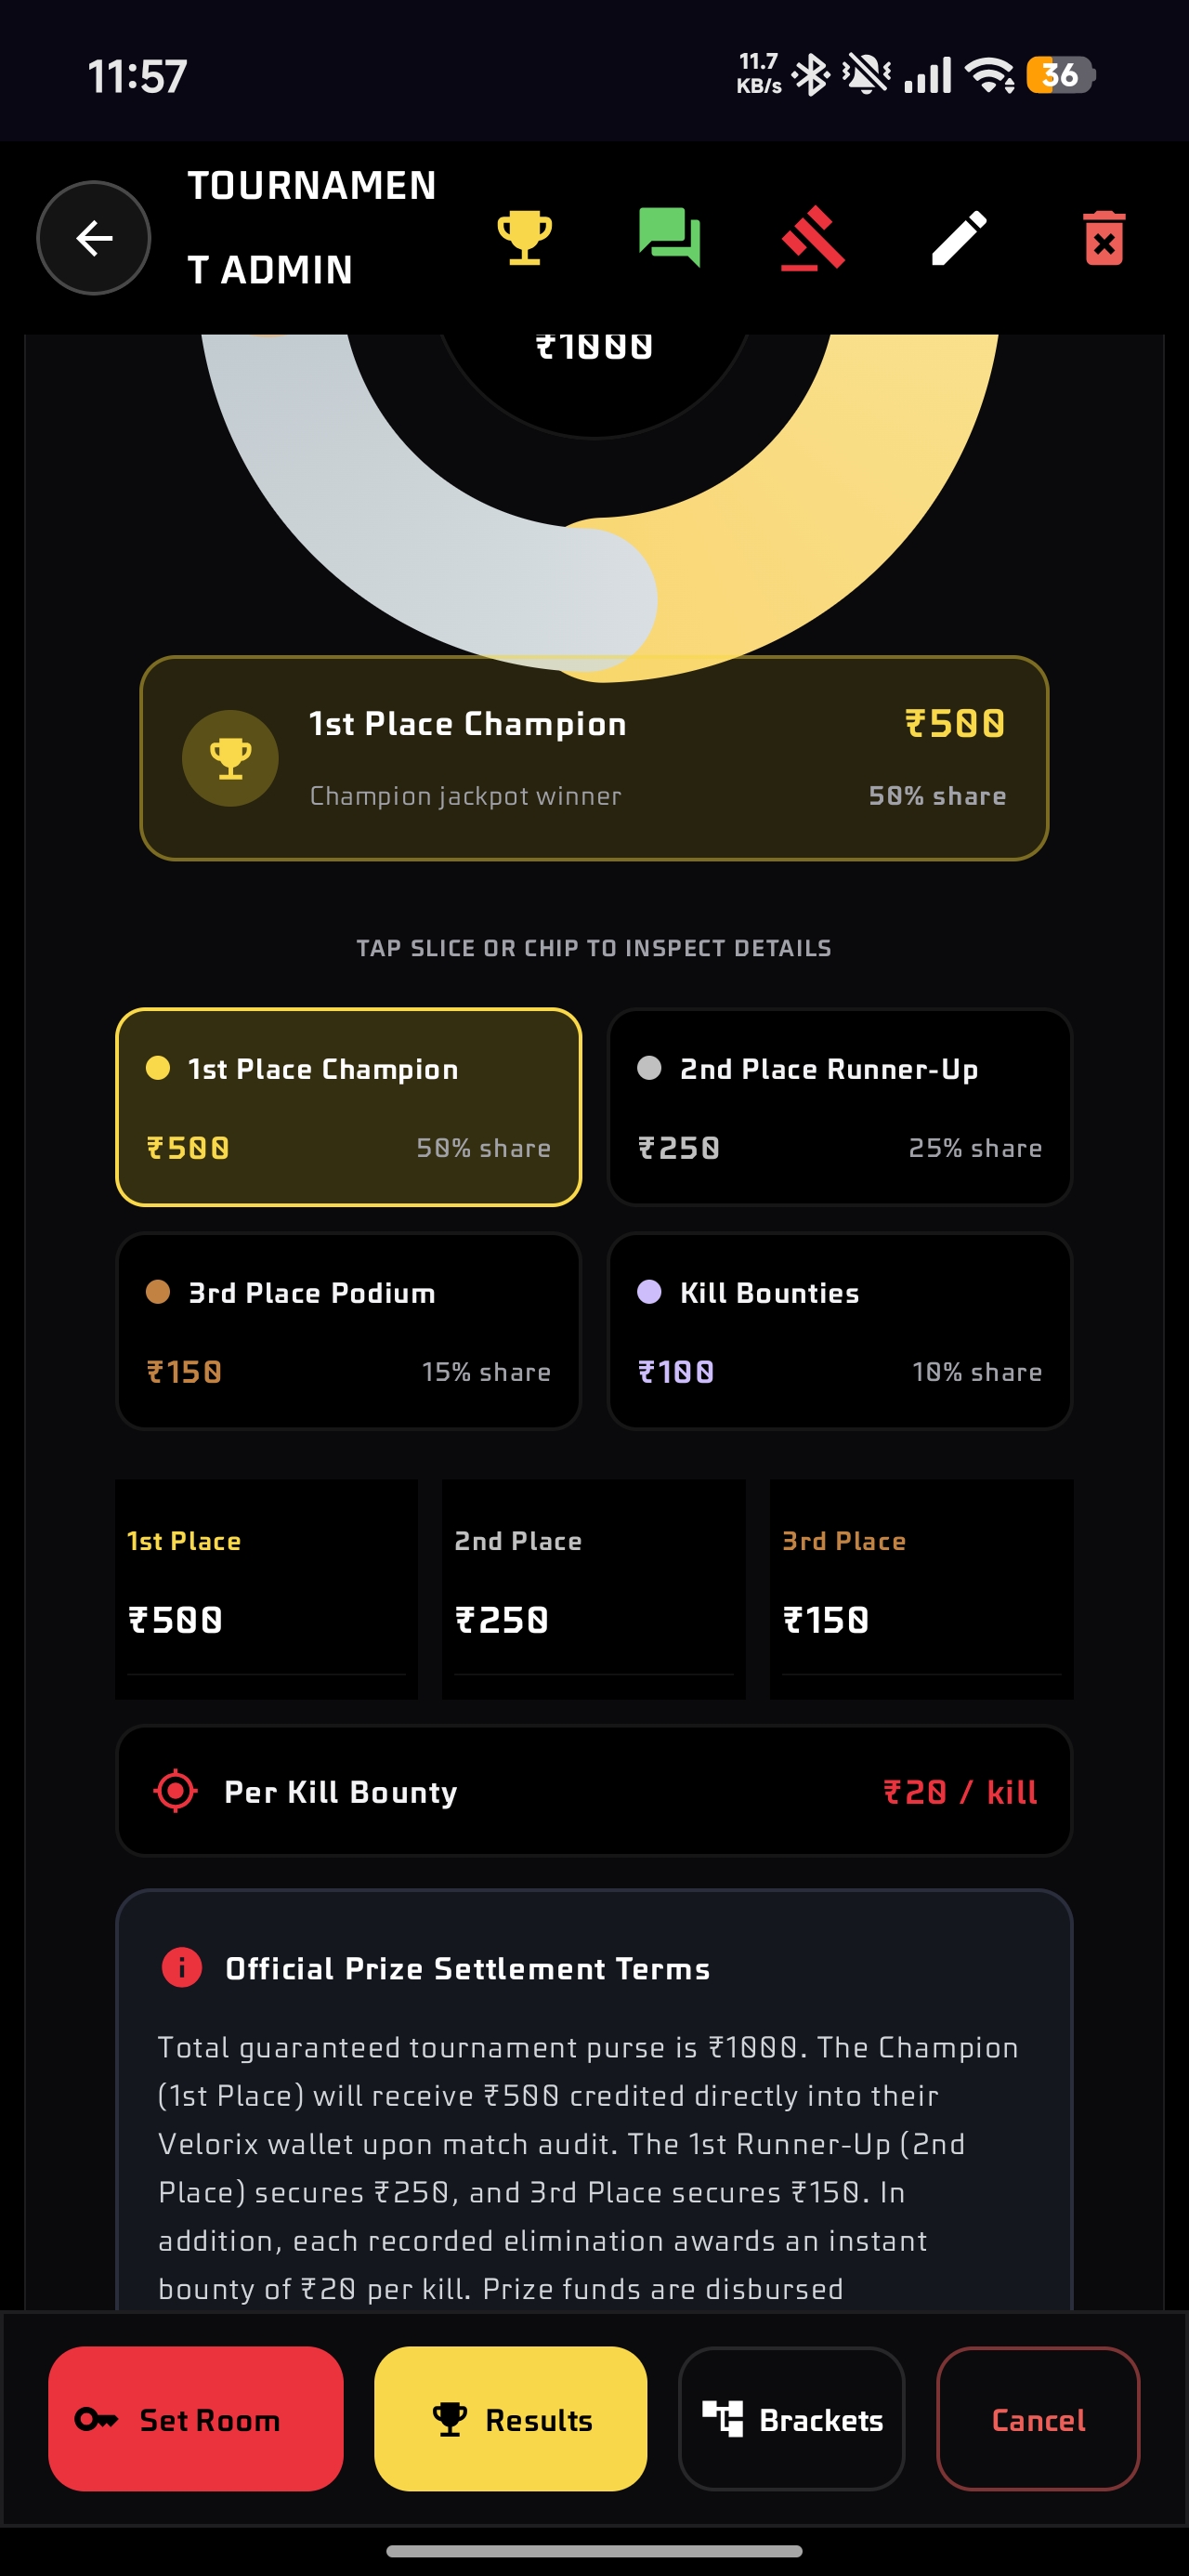 11:57
11.7
KB/s
36
TOURNAMEN
T ADMIN
₹1000
1st Place Champion
₹500
Champion jackpot winner
50% share
TAP SLICE OR CHIP TO INSPECT DETAILS
1st Place Champion
₹500
50% share
2nd Place Runner-Up
₹250
25% share
3rd Place Podium
₹150
15% share
Kill Bounties
₹100
10% share
1st Place
₹500
2nd Place
₹250
3rd Place
₹150
Per Kill Bounty
₹20 / kill
Official Prize Settlement Terms
Total guaranteed tournament purse is ₹1000. The Champion
(1st Place) will receive ₹500 credited directly into their
Velorix wallet upon match audit. The 1st Runner-Up (2nd
Place) secures ₹250, and 3rd Place secures ₹150. In
addition, each recorded elimination awards an instant
bounty of ₹20 per kill. Prize funds are disbursed
Set Room
Results
Brackets
Cancel